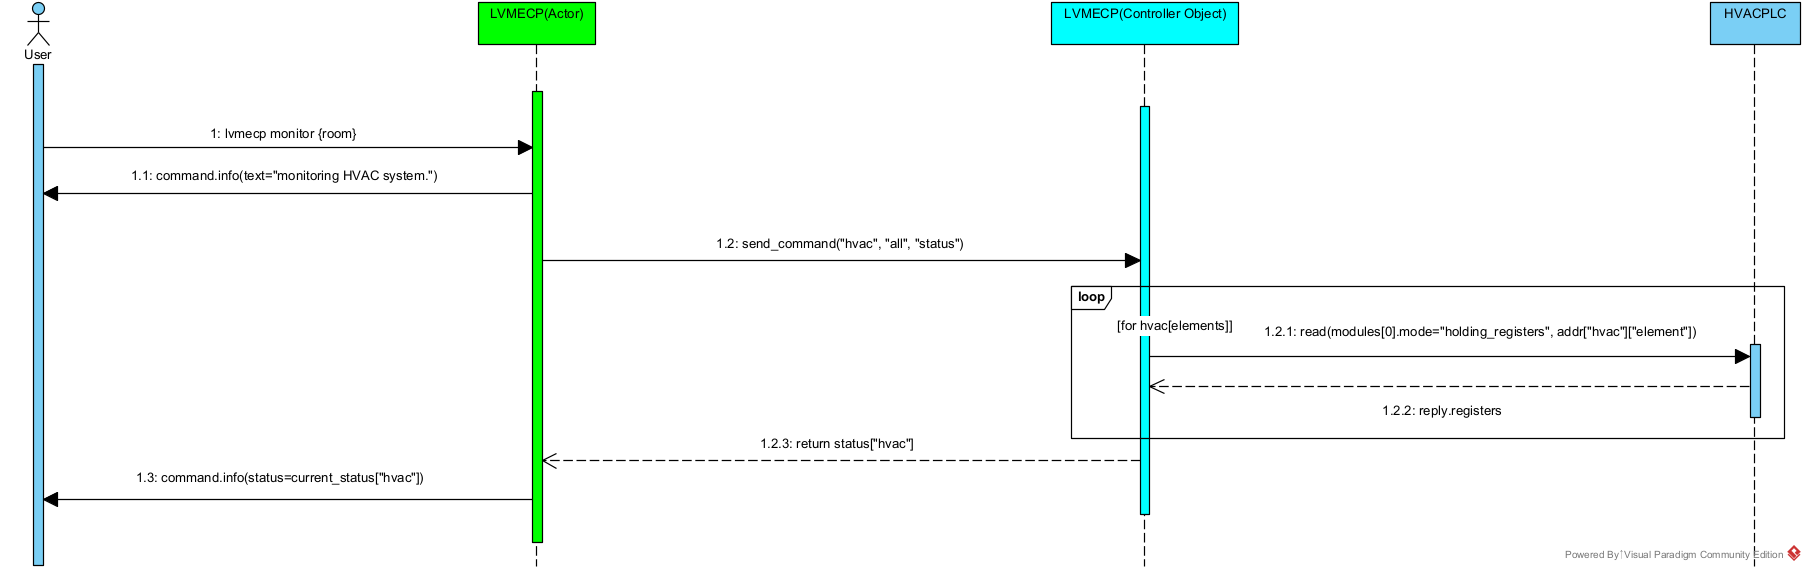 LVMECP(Actor)
LVMECP(Controller Object)
HVACPLC
User
1: lvmecp monitor {room}
1.1: command.info(text="monitoring HVAC system.")
1.2: send_command("hvac", "all", "status")
loop
[for hvac[elements]]
1.2.1: read(modules[0].mode="holding_registers", addr["hvac"]["element"])
1.2.2: reply.registers
1.2.3: return status["hvac"]
1.3: command.info(status=current_status["hvac"])
Powered By Visual Paradigm Community Edition